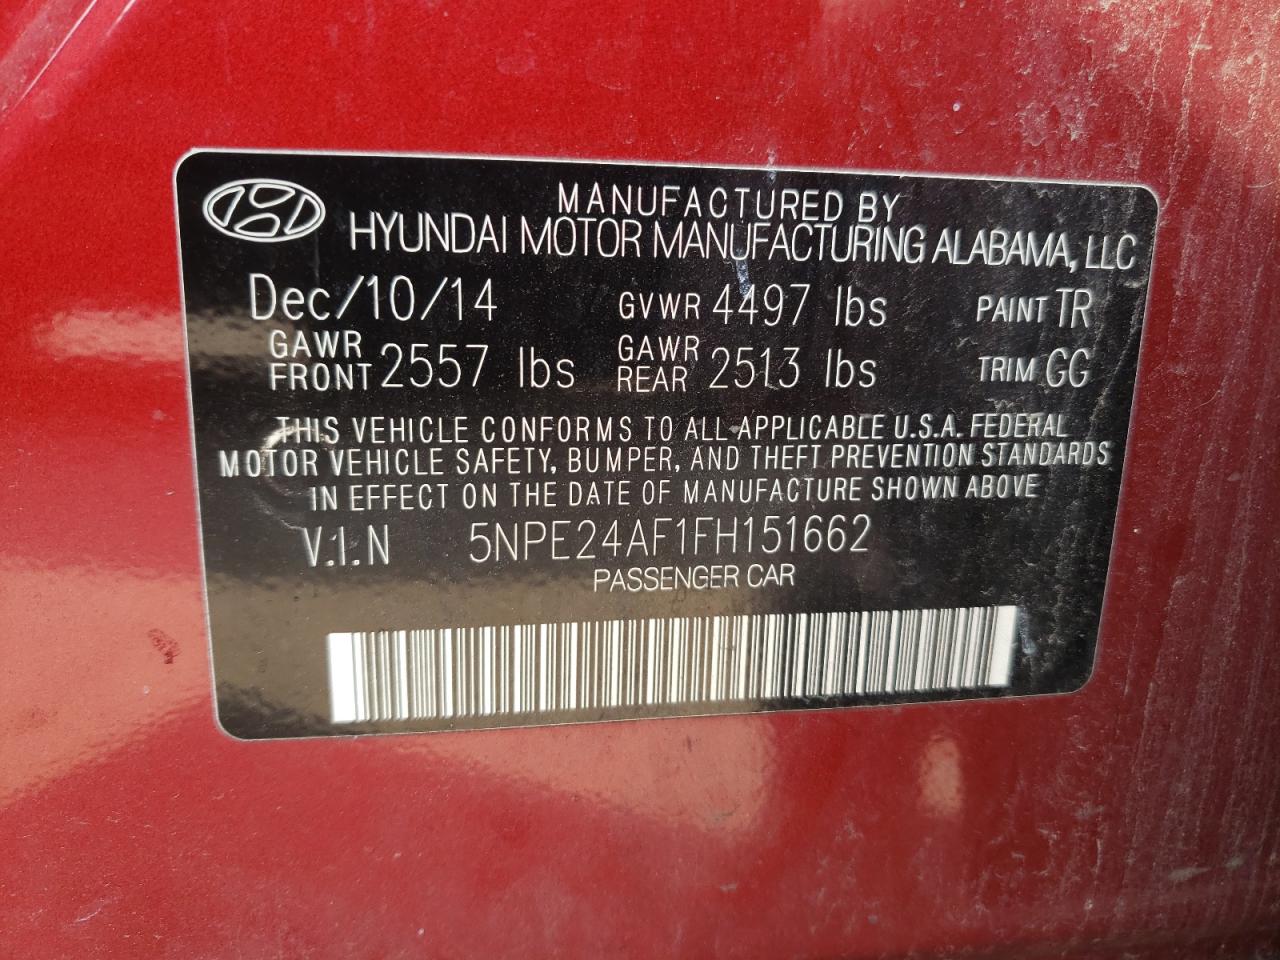 MANUFACTURED BY
HYUNDAI MOTOR MANUFACTURING ALABAMA, LLC
Dec/10/14 GVWR 4497 lbs PAINT TR
GAWR FRONT 2557 lbs GAWR REAR 2513 lbs TRIM GG
THIS VEHICLE CONFORMS TO ALL APPLICABLE U.S.A. FEDERAL
MOTOR VEHICLE SAFETY, BUMPER, AND THEFT PREVENTION STANDARDS
IN EFFECT ON THE DATE OF MANUFACTURE SHOWN ABOVE
V.I.N 5NPE24AF1FH151662
PASSENGER CAR